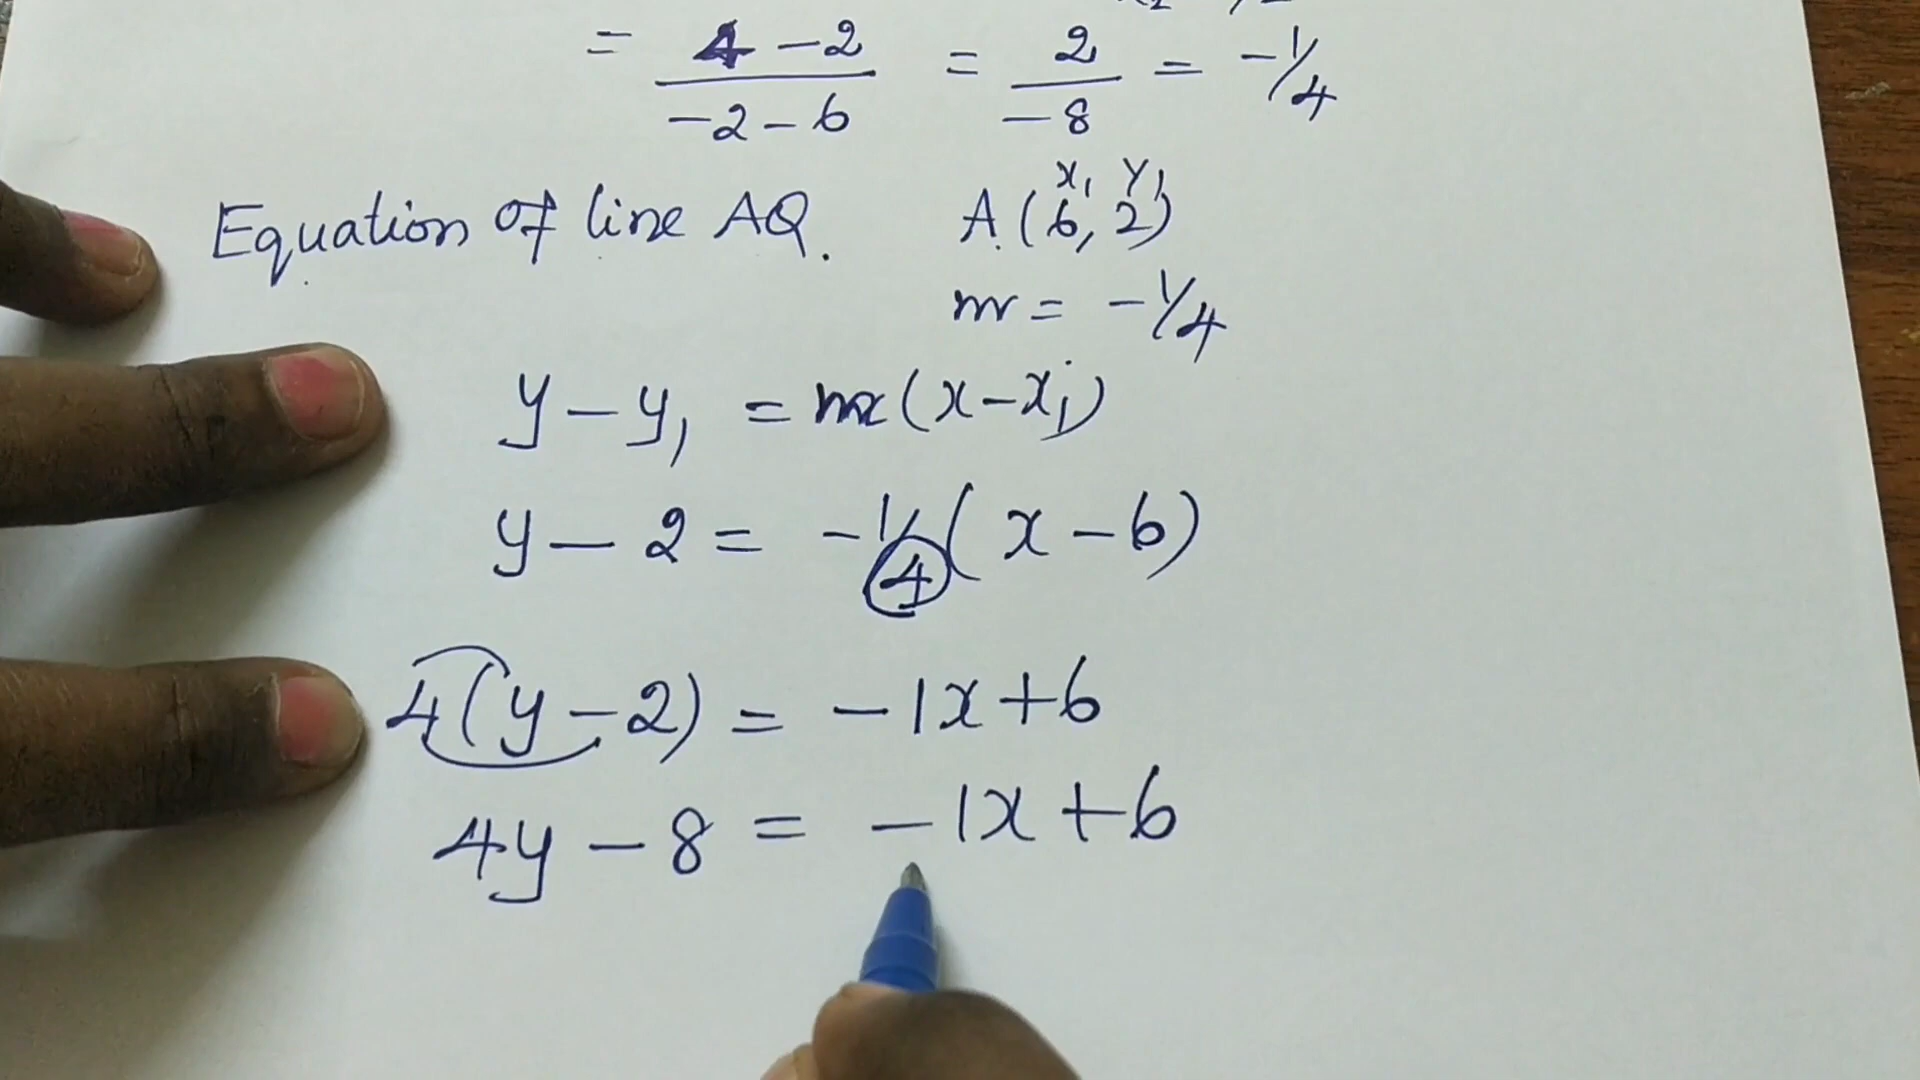 = 4 - 2 / -2 - 6 = 2 / -8 = -1/4
Equation of line AQ. A(6, 2) x₁ y₁
m = -1/4
y - y₁ = m(x - x₁)
y - 2 = -1/4 (x - 6)
4(y - 2) = -1x + 6
4y - 8 = -1x + 6